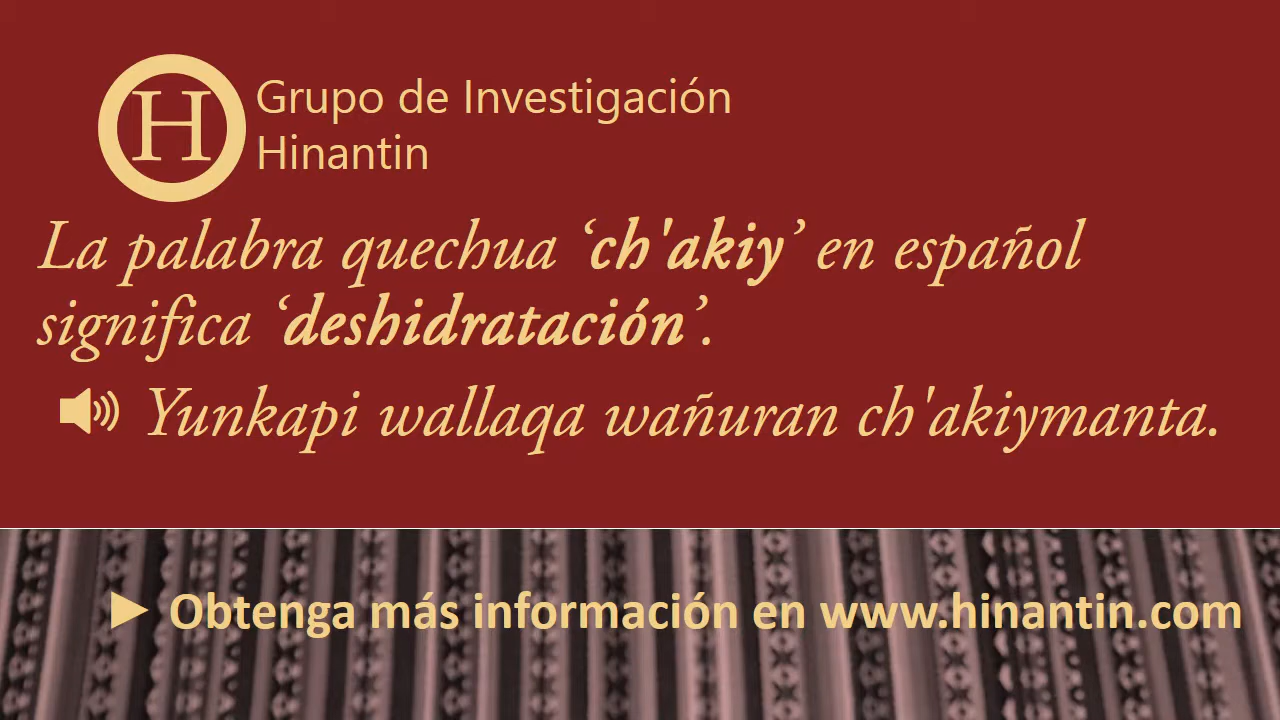 H
Grupo de Investigación
Hinantin
La palabra quechua ‘ch'akiy’ en español
significa ‘deshidratación’.
Yunkapi wallaqa wañuran ch'akiymanta.
► Obtenga más información en www.hinantin.com